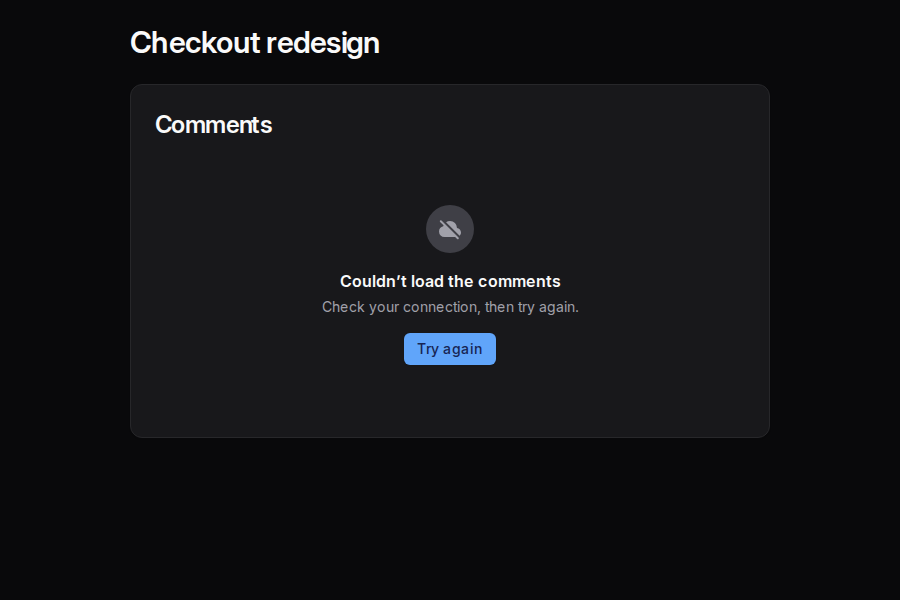 Checkout redesign
Comments
Couldn’t load the comments
Check your connection, then try again.
Try again